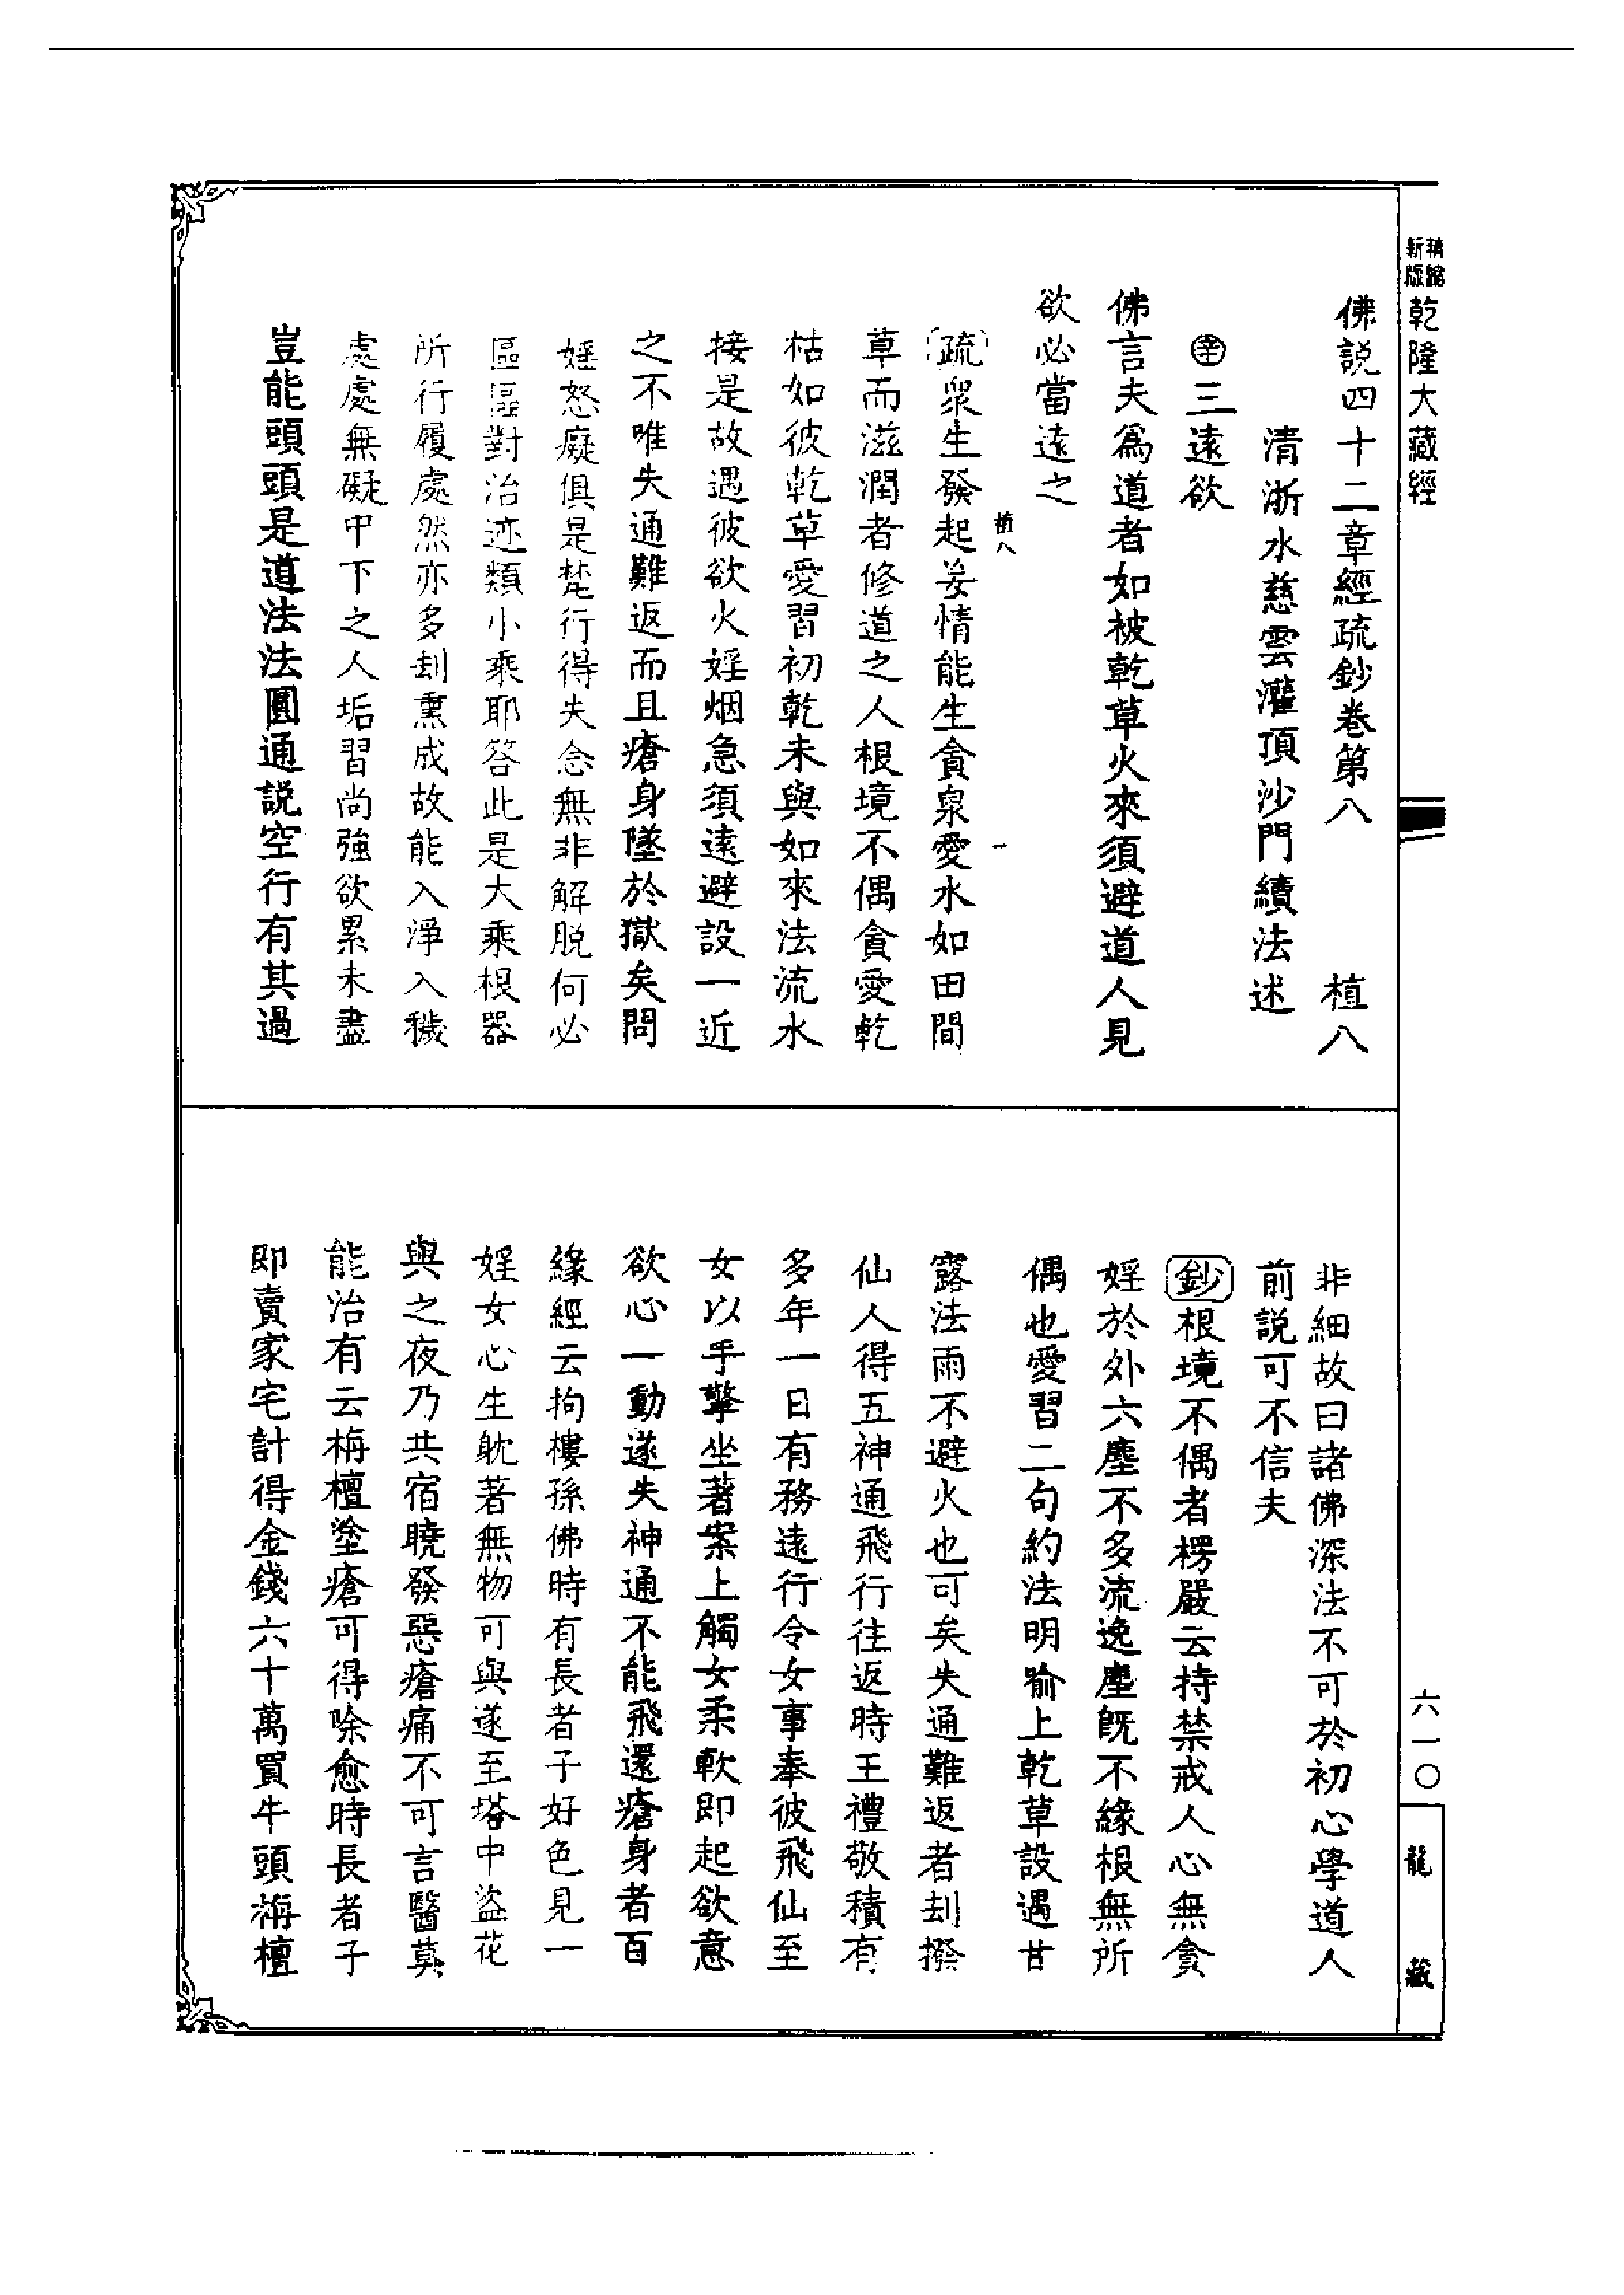 新版精縮乾隆大藏經
佛説四十二章經疏鈔卷第八 植八
清浙水慈雲灌頂沙門續法述
㊢三遠欲
佛言夫爲道者如被乾草火來須避道人見
欲必當遠之
植八 一
疏衆生發起妄情能生貪泉愛水如田間
草而滋潤者修道之人根境不偶貪愛乾
枯如彼乾草愛習初乾未與如來法流水
接是故遇彼欲火婬烟急須遠避設一近
之不唯失通難返而且瘡身墜於獄矣問
婬怒癡俱是梵行得失念無非解脱何必
區區對治迹類小乘耶答此是大乘根器
所行履處然亦多刦熏成故能入淨入穢
處處無礙中下之人垢習尚強欲累未盡
豈能頭頭是道法法圓通説空行有其過
非細故曰諸佛深法不可於初心學道人
前説可不信夫
鈔根境不偶者楞嚴云持禁戒人心無貪
婬於外六塵不多流逸塵旣不緣根無所
偶也愛習二句約法明喻上乾草設遇甘
露法雨不避火也可矣失通難返者刦撥
仙人得五神通飛行往返時王禮敬積有
多年一日有務遠行令女事奉彼飛仙至
女以手擎坐著案上觸女柔軟即起欲意
欲心一動遂失神通不能飛還瘡身者百
緣經云拘樓孫佛時有長者子好色見一
婬女心生躭著無物可與遂至塔中盜花
與之夜乃共宿曉發惡瘡痛不可言醫莫
能治有云栴檀塗瘡可得除愈時長者子
即賣家宅計得金錢六十萬買牛頭栴檀
六一〇
龍藏